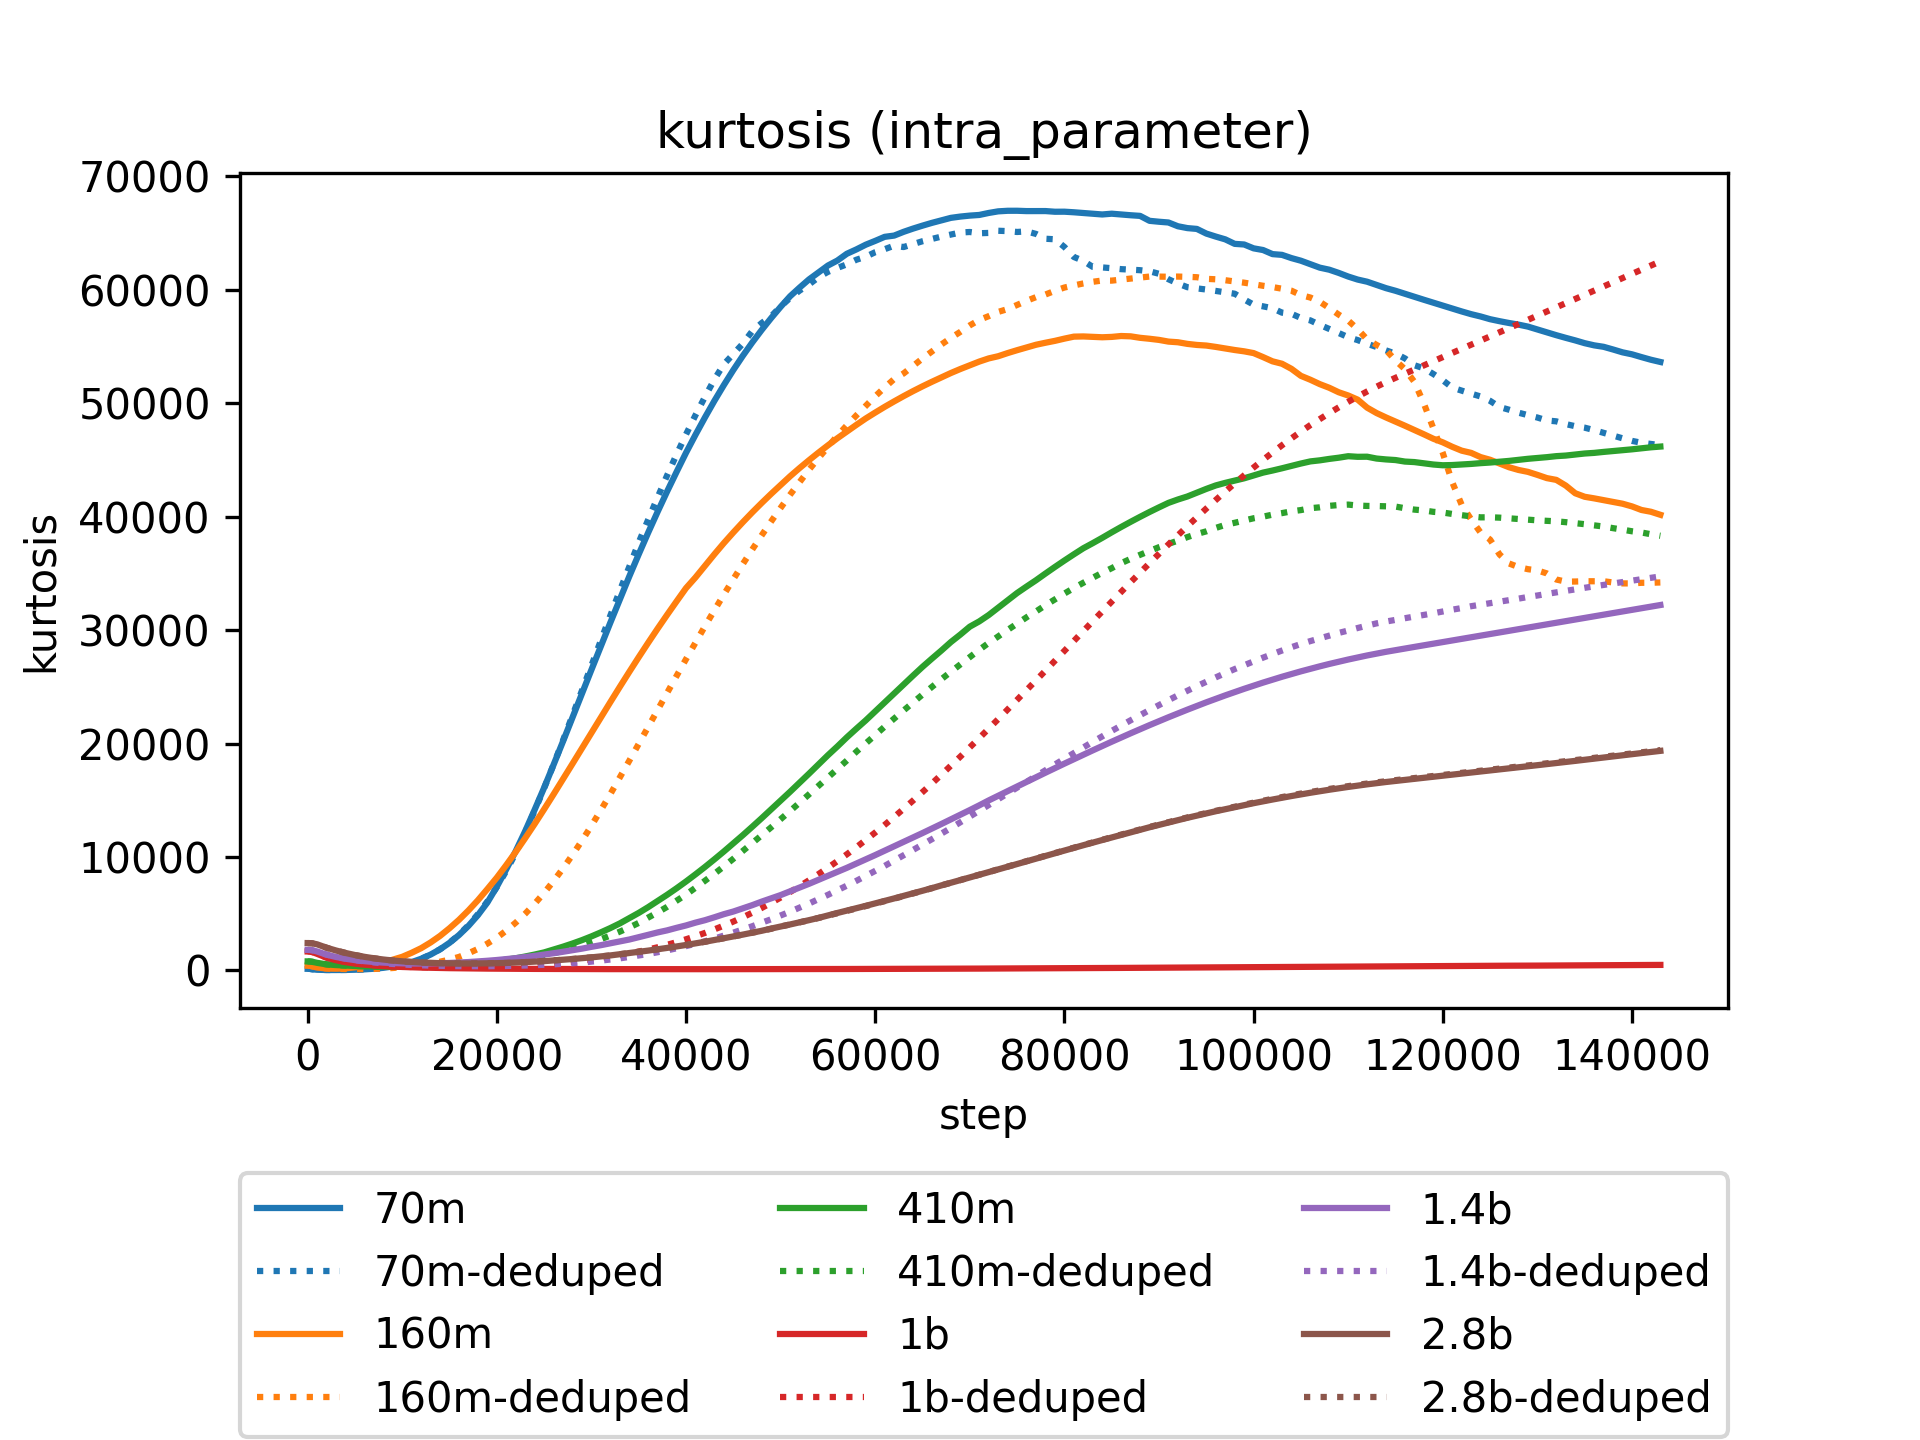 kurtosis (intra_parameter)
70000
60000
50000
40000
30000
20000
10000
0
kurtosis
0 20000 40000 60000 80000 100000 120000 140000
step
70m 410m 1.4b
70m-deduped 410m-deduped 1.4b-deduped
160m 1b 2.8b
160m-deduped 1b-deduped 2.8b-deduped